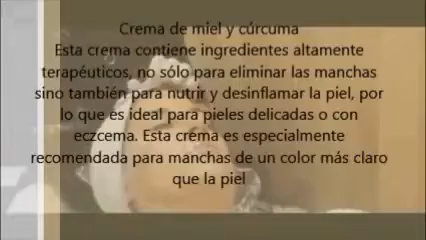 Crema de miel y cúrcuma
Esta crema contiene ingredientes altamente
terapéuticos, no sólo para eliminar las manchas
sino también para nutrir y desinflamar la piel, por
lo que es ideal para pieles delicadas o con
eczcema. Esta crema es especialmente
recomendada para manchas de un color más claro
que la piel